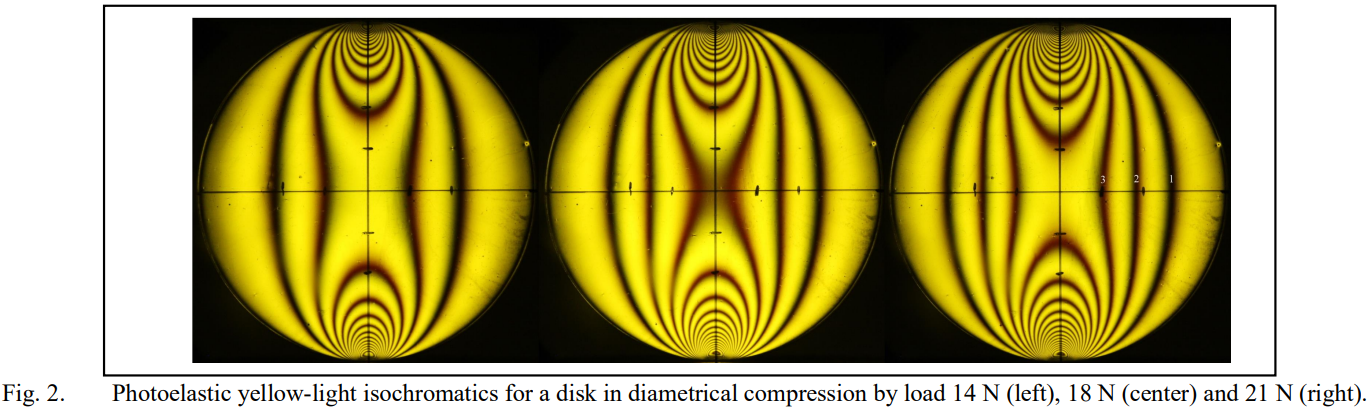 3 2 1
Fig. 2. Photoelastic yellow-light isochromatics for a disk in diametrical compression by load 14 N (left), 18 N (center) and 21 N (right).